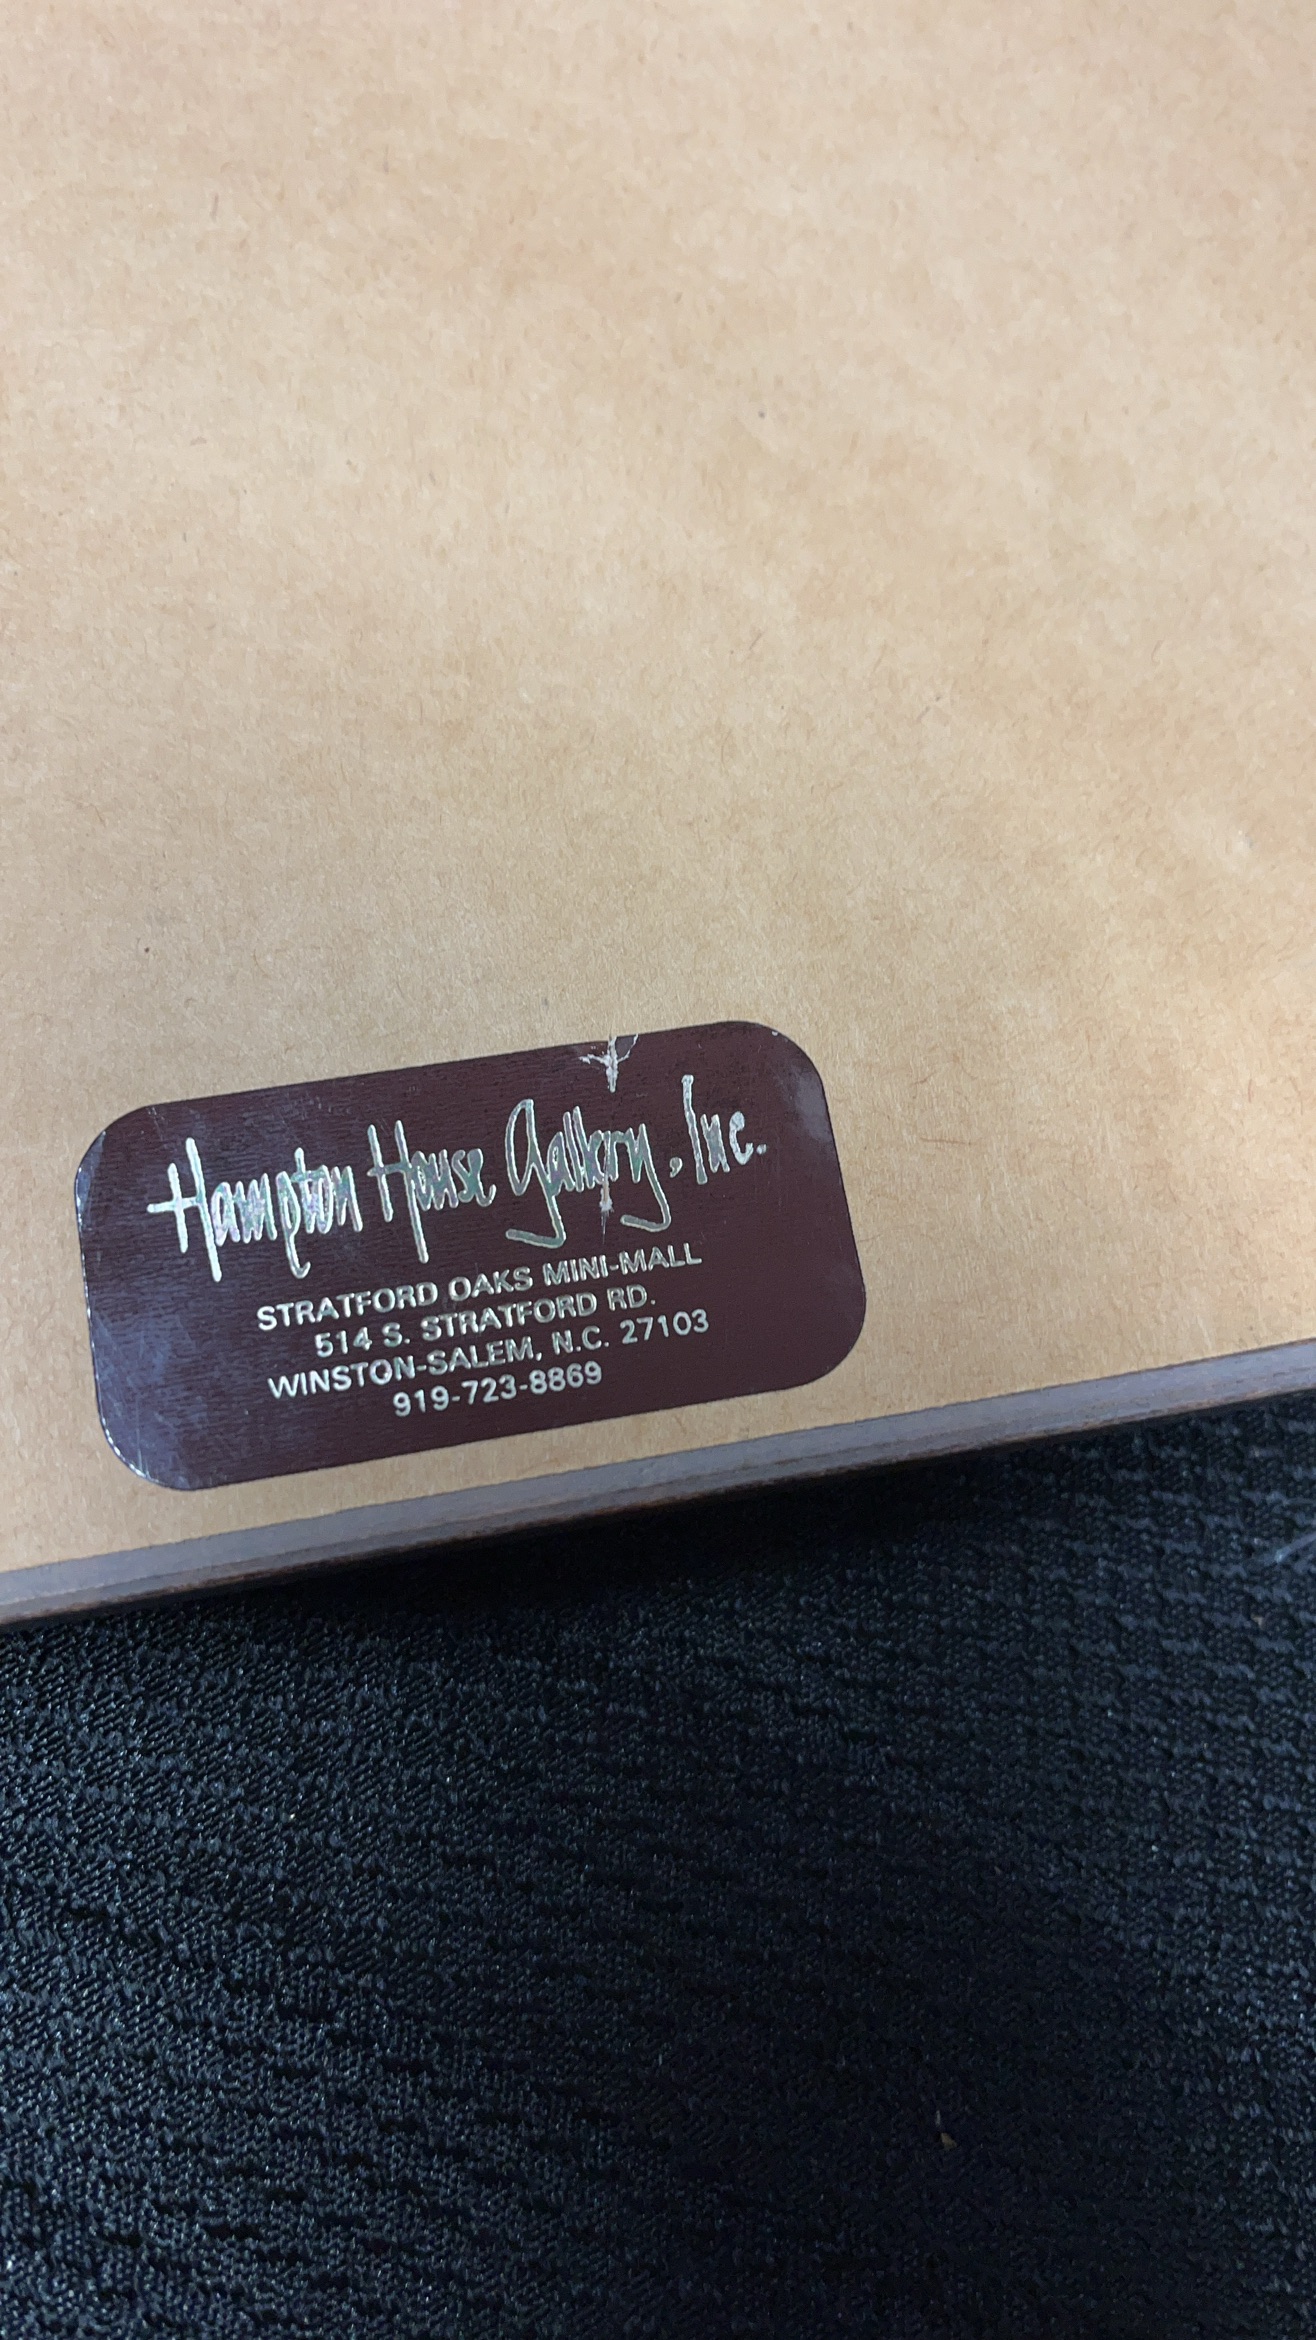 Hampton House Gallery, Inc.
STRATFORD OAKS MINI-MALL
514 S. STRATFORD RD.
WINSTON-SALEM, N.C. 27103
919-723-8869